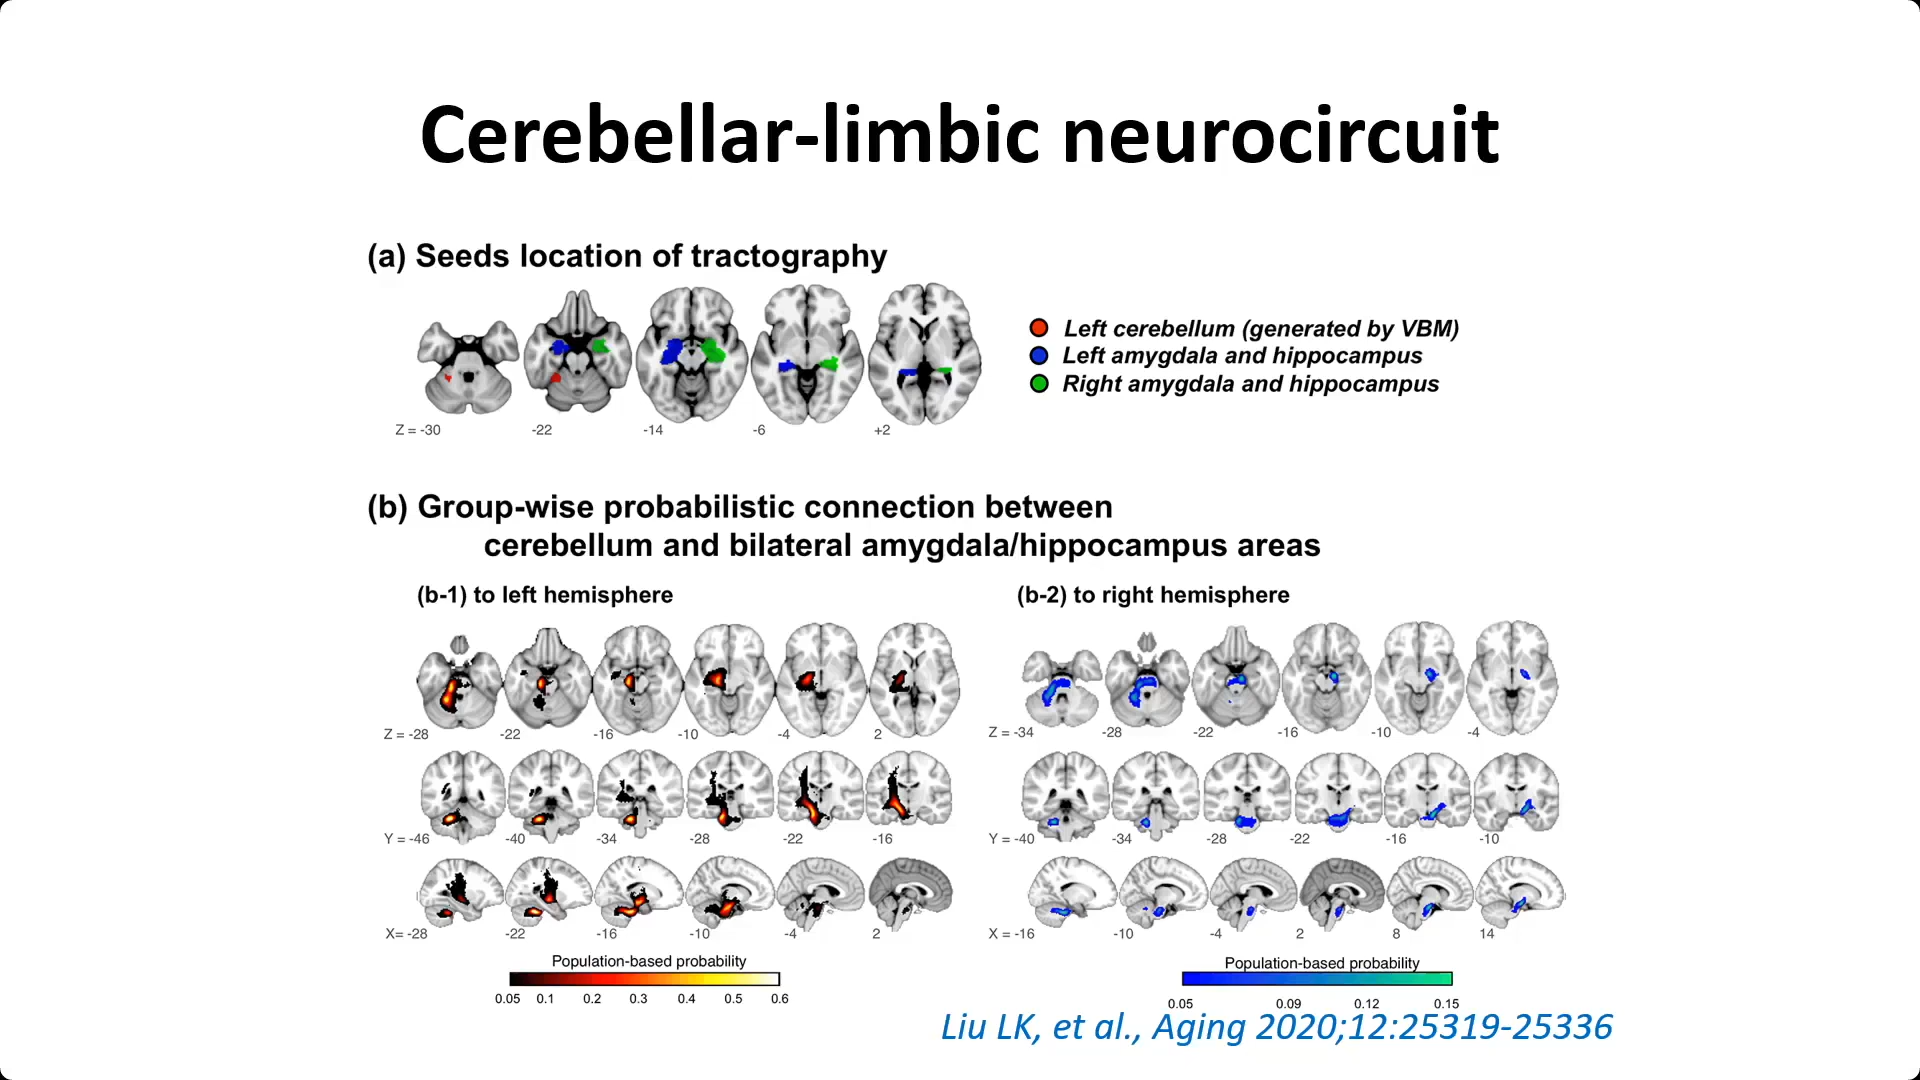 Cerebellar-limbic neurocircuit
(a) Seeds location of tractography
Left cerebellum (generated by VBM)
Left amygdala and hippocampus
Right amygdala and hippocampus
Z = -30 -22 -14 -6 +2
(b) Group-wise probabilistic connection between
cerebellum and bilateral amygdala/hippocampus areas
(b-1) to left hemisphere
Z = -28 -22 -16 -10 -4 2
Y = -46 -40 -34 -28 -22 -16
X= -28 -22 -16 -10 -4 2
Population-based probability
0.05 0.1 0.2 0.3 0.4 0.5 0.6
(b-2) to right hemisphere
Z = -34 -28 -22 -16 -10 -4
Y = -40 -34 -28 -22 -16 -10
X = -16 -10 -4 2 8 14
Population-based probability
0.05 0.09 0.12 0.15
Liu LK, et al., Aging 2020;12:25319-25336